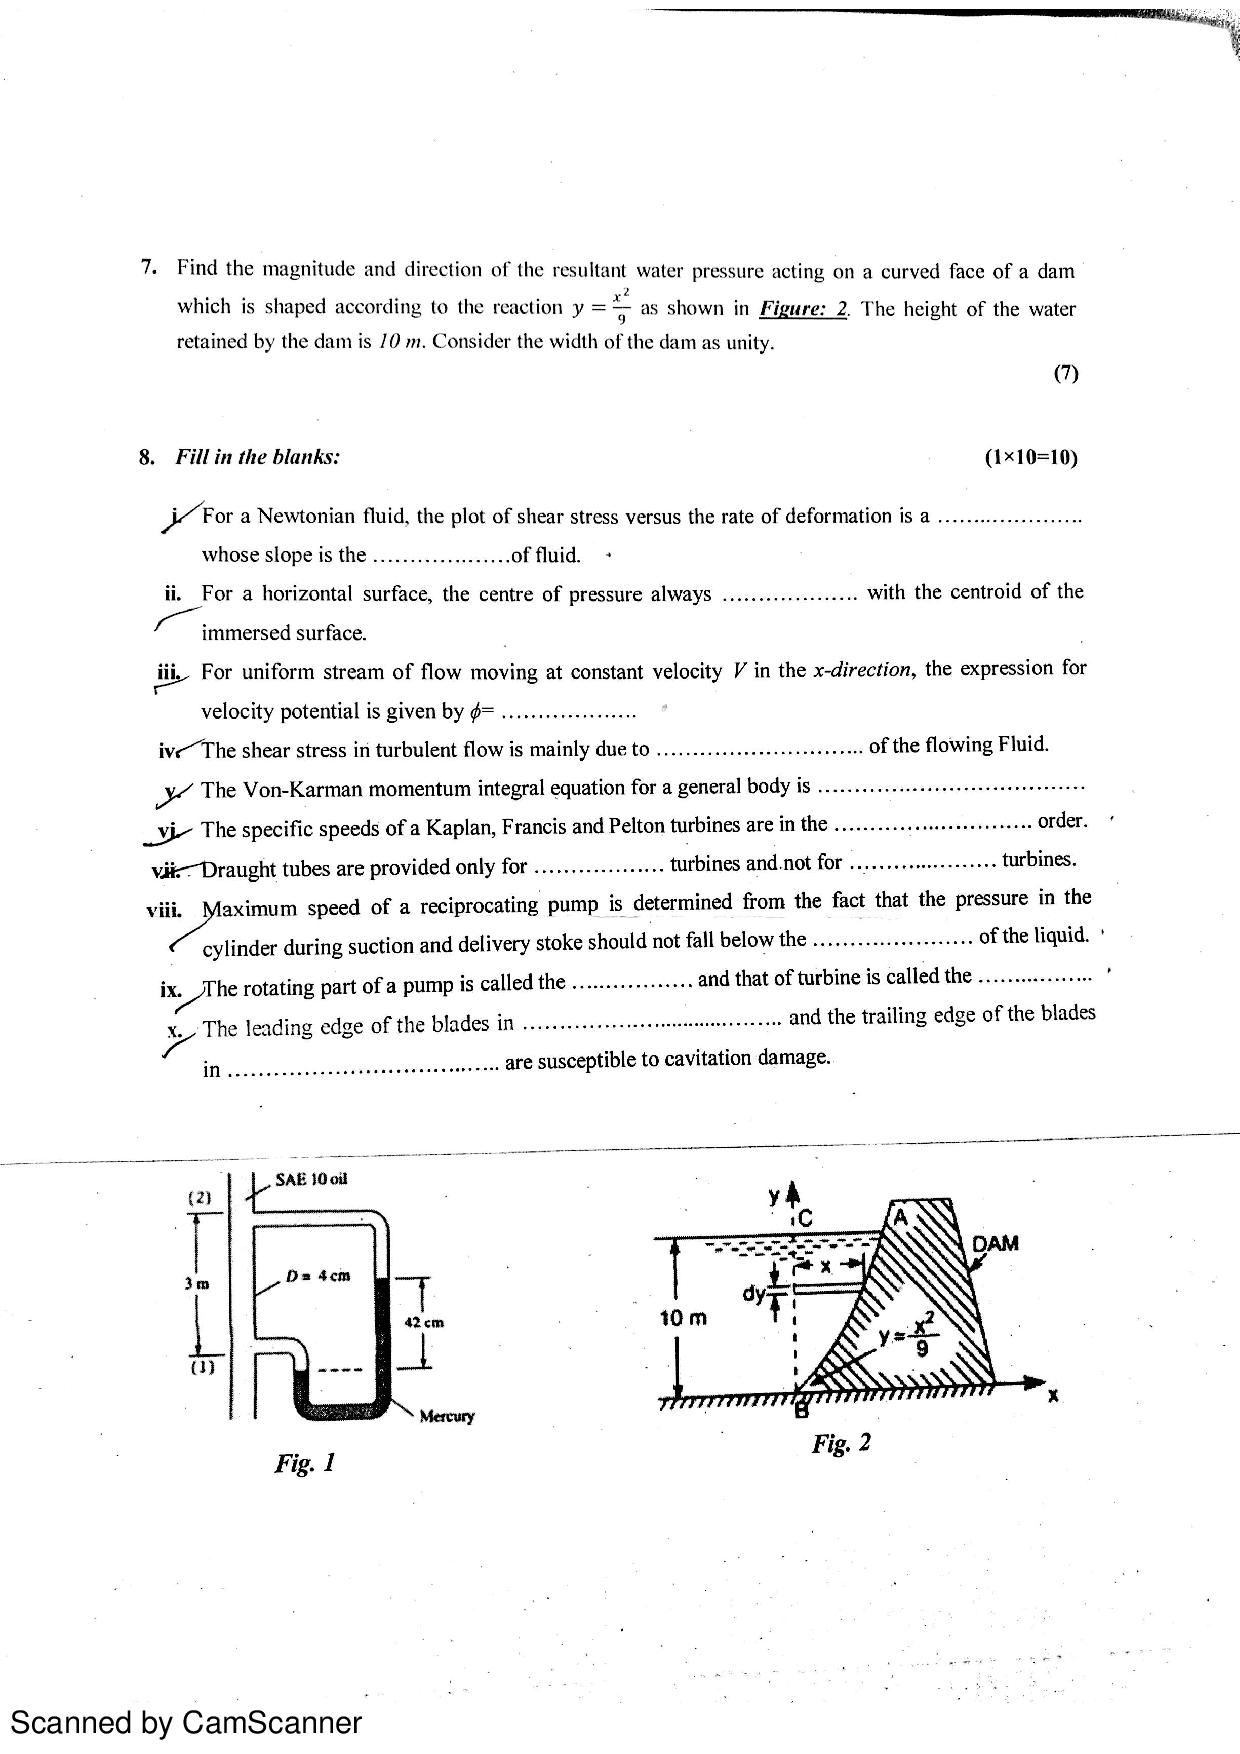 7. Find the magnitude and direction of the resultant water pressure acting on a curved face of a dam
which is shaped according to the reaction y = x²/9 as shown in Figure: 2. The height of the water
retained by the dam is 10 m. Consider the width of the dam as unity.
(7)
8. Fill in the blanks: (1×10=10)
i. For a Newtonian fluid, the plot of shear stress versus the rate of deformation is a .....................
whose slope is the ...................of fluid.
ii. For a horizontal surface, the centre of pressure always ................... with the centroid of the
immersed surface.
iii. For uniform stream of flow moving at constant velocity V in the x-direction, the expression for
velocity potential is given by ϕ= ...................
iv. The shear stress in turbulent flow is mainly due to ............................. of the flowing Fluid.
v. The Von-Karman momentum integral equation for a general body is .....................................
vi. The specific speeds of a Kaplan, Francis and Pelton turbines are in the ............................ order.
vii. Draught tubes are provided only for .................. turbines and not for .................... turbines.
viii. Maximum speed of a reciprocating pump is determined from the fact that the pressure in the
cylinder during suction and delivery stoke should not fall below the ...................... of the liquid.
ix. The rotating part of a pump is called the ................. and that of turbine is called the ................
x. The leading edge of the blades in .................................... and the trailing edge of the blades
in ..................................... are susceptible to cavitation damage.
SAE 10 oil
(2)
3 m
D = 4 cm
42 cm
(1)
Mercury
Fig. 1
y
C
A
DAM
x
dy
10 m
y = x²/9
B
x
Fig. 2
Scanned by CamScanner